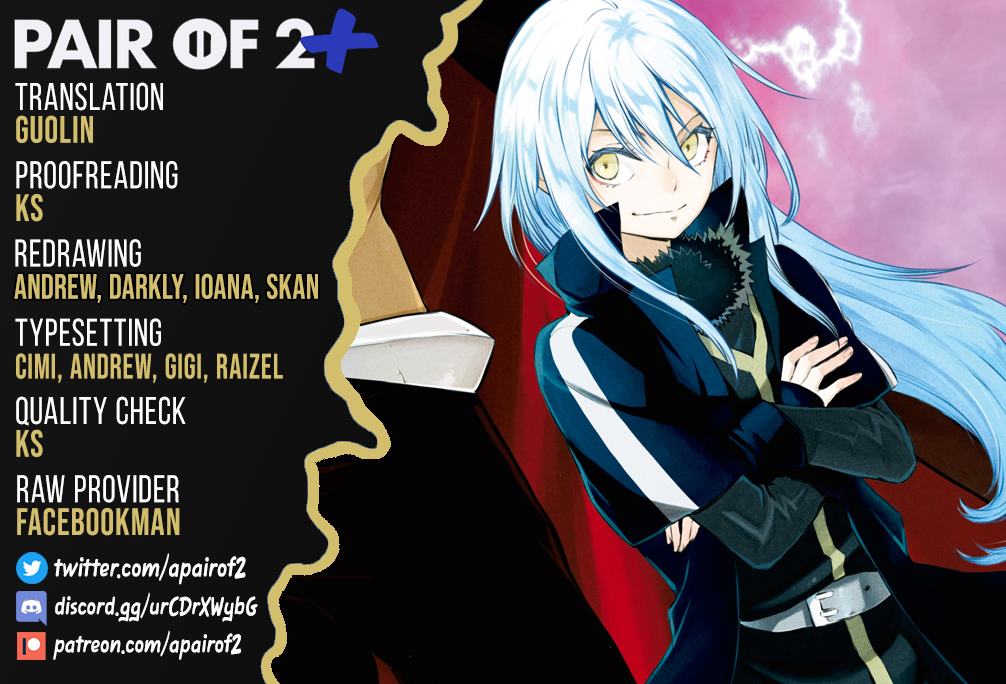 PAIR OF 2+
TRANSLATION
GUOLIN
PROOFREADING
KS
REDRAWING
ANDREW, DARKLY, IOANA, SKAN
TYPESETTING
CIMI, ANDREW, GIGI, RAIZEL
QUALITY CHECK
KS
RAW PROVIDER
FACEBOOKMAN
twitter.com/apairof2
discord.gg/urCDrXWybG
patreon.com/apairof2